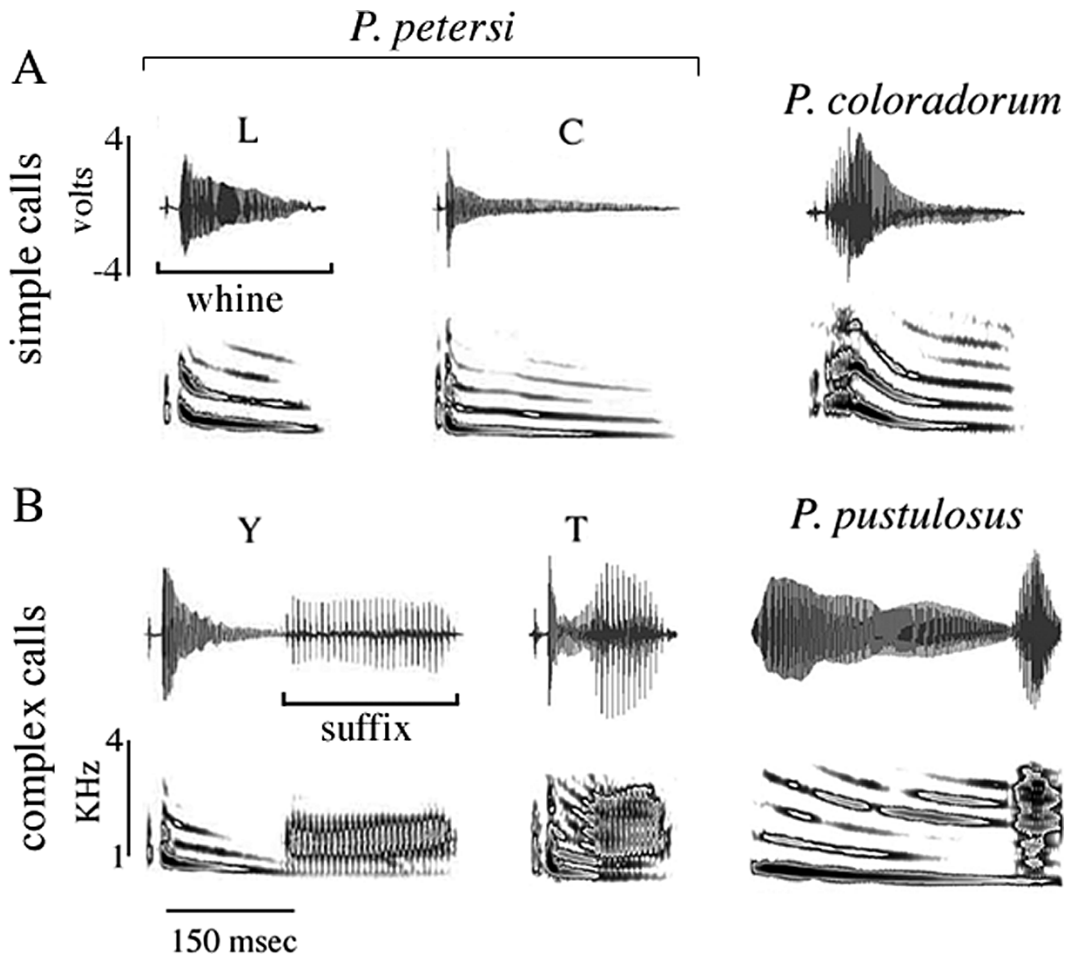 P. petersi
A
P. coloradorum
L
C
4
volts
-4
simple calls
whine
B
P. pustulosus
Y
T
complex calls
suffix
4
KHz
1
150 msec